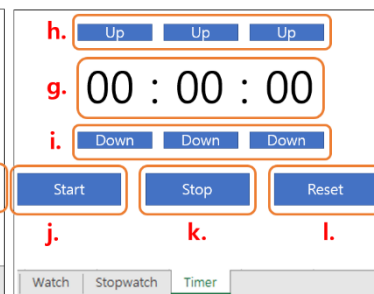 h. Up Up Up
g. 00 : 00 : 00
i. Down Down Down
Start Stop Reset
j. k. l.
Watch Stopwatch Timer